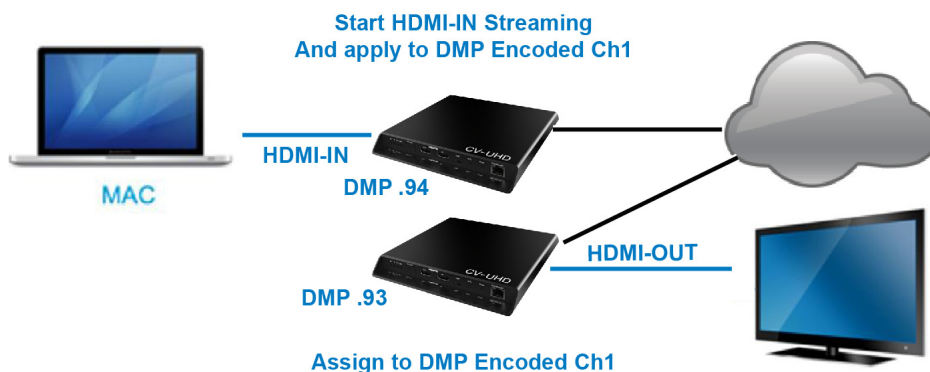 Start HDMI-IN Streaming
And apply to DMP Encoded Ch1
HDMI-IN
CV-UHD
MAC
DMP .94
HDMI-OUT
CV-UHD
DMP .93
Assign to DMP Encoded Ch1